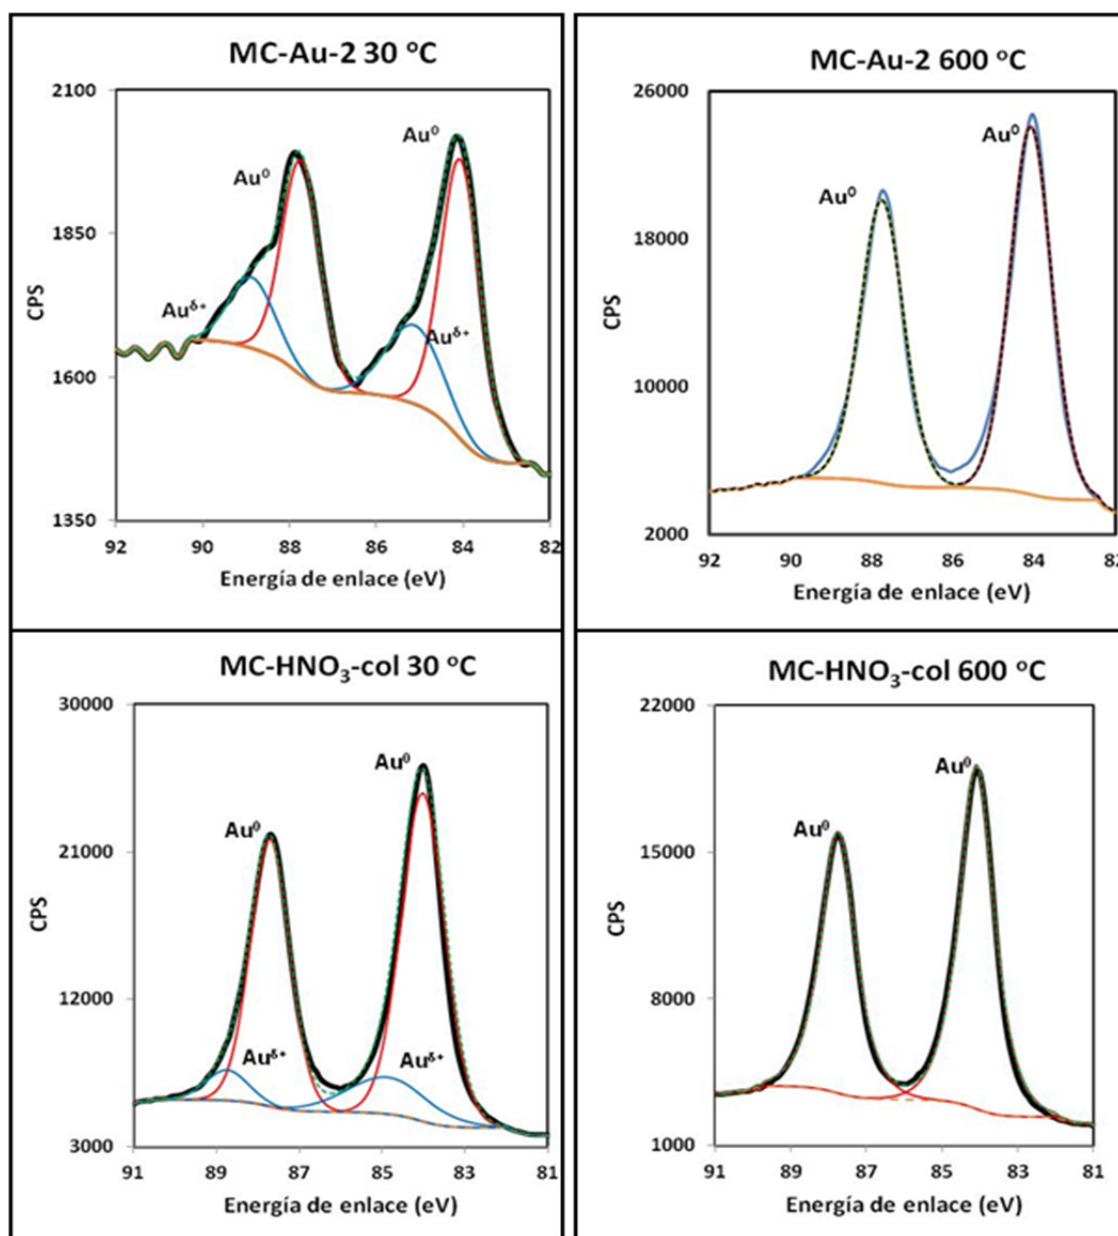 MC-Au-2 30 °C
2100
1850
1600
1350
CPS
Au⁰
Au⁰
Auᵟ⁺
Auᵟ⁺
92 90 88 86 84 82
Energía de enlace (eV)
MC-Au-2 600 °C
26000
18000
10000
2000
CPS
Au⁰
Au⁰
92 90 88 86 84 82
Energía de enlace (eV)
MC-HNO₃-col 30 °C
30000
21000
12000
3000
CPS
Au⁰
Au⁰
Auᵟ⁺
Auᵟ⁺
91 89 87 85 83 81
Energía de enlace (eV)
MC-HNO₃-col 600 °C
22000
15000
8000
1000
CPS
Au⁰
Au⁰
91 89 87 85 83 81
Energía de enlace (eV)